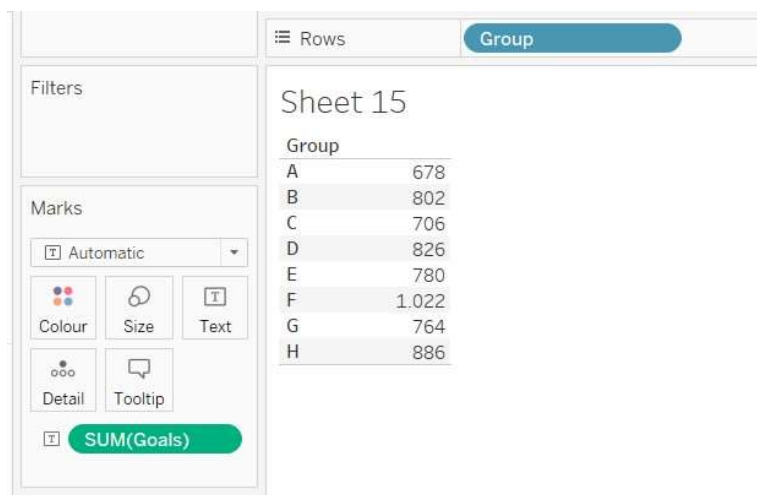 Rows Group
Filters
Sheet 15
Group
A 678
B 802
C 706
D 826
E 780
F 1.022
G 764
H 886
Marks
T Automatic
T
Colour Size Text
Detail Tooltip
T SUM(Goals)